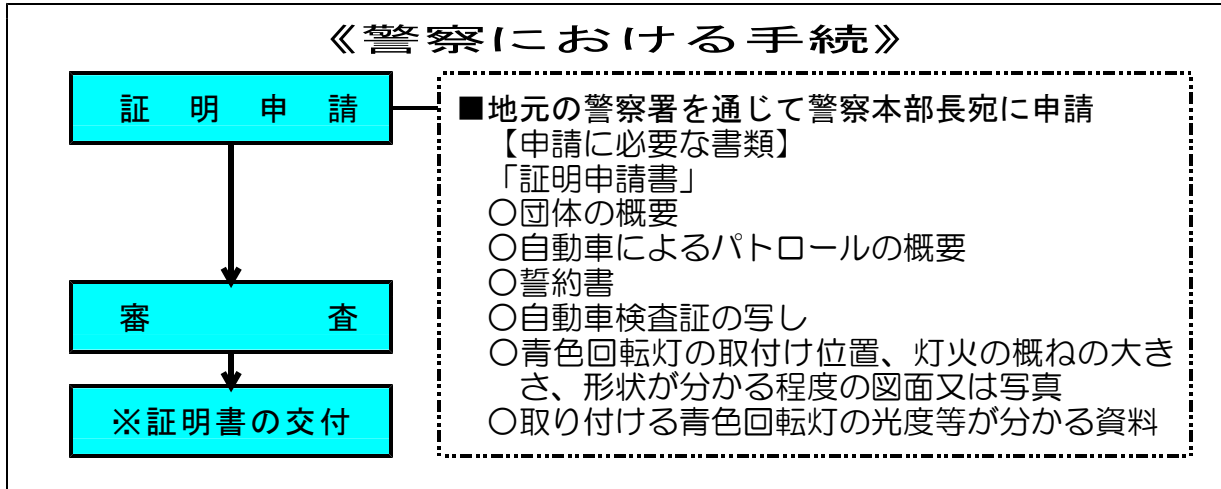 《警察における手続》
証明申請
■地元の警察署を通じて警察本部長宛に申請
【申請に必要な書類】
「証明申請書」
○団体の概要
○自動車によるパトロールの概要
○誓約書
○自動車検査証の写し
○青色回転灯の取付け位置、灯火の概ねの大き
さ、形状が分かる程度の図面又は写真
○取り付ける青色回転灯の光度等が分かる資料
審査
※証明書の交付